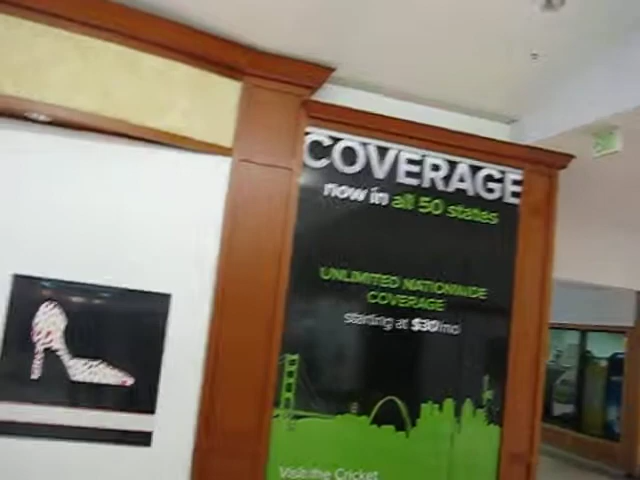 COVERAGE
now in all 50 states
UNLIMITED NATIONWIDE
COVERAGE
starting at $30/mo
Visit the Cricket